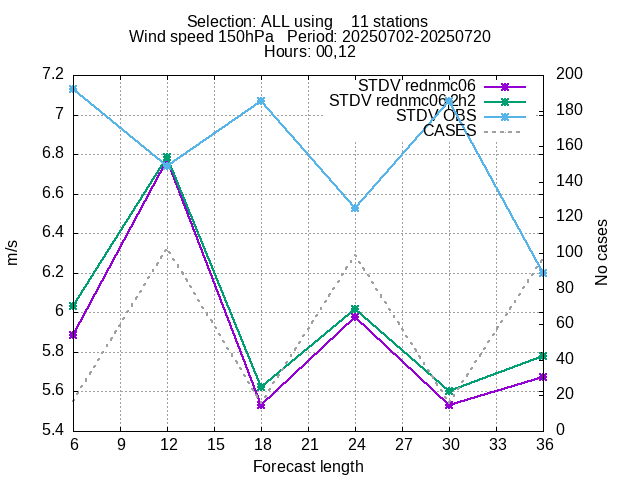 Selection: ALL using    11 stations
Wind speed 150hPa   Period: 20250702-20250720
Hours: 00,12
7.2
7
6.8
6.6
6.4
6.2
6
5.8
5.6
5.4
m/s
STDV rednmc06
STDV rednmc06.2h2
STDV OBS
CASES
200
180
160
140
120
100
80
60
40
20
0
No cases
6 9 12 15 18 21 24 27 30 33 36
Forecast length